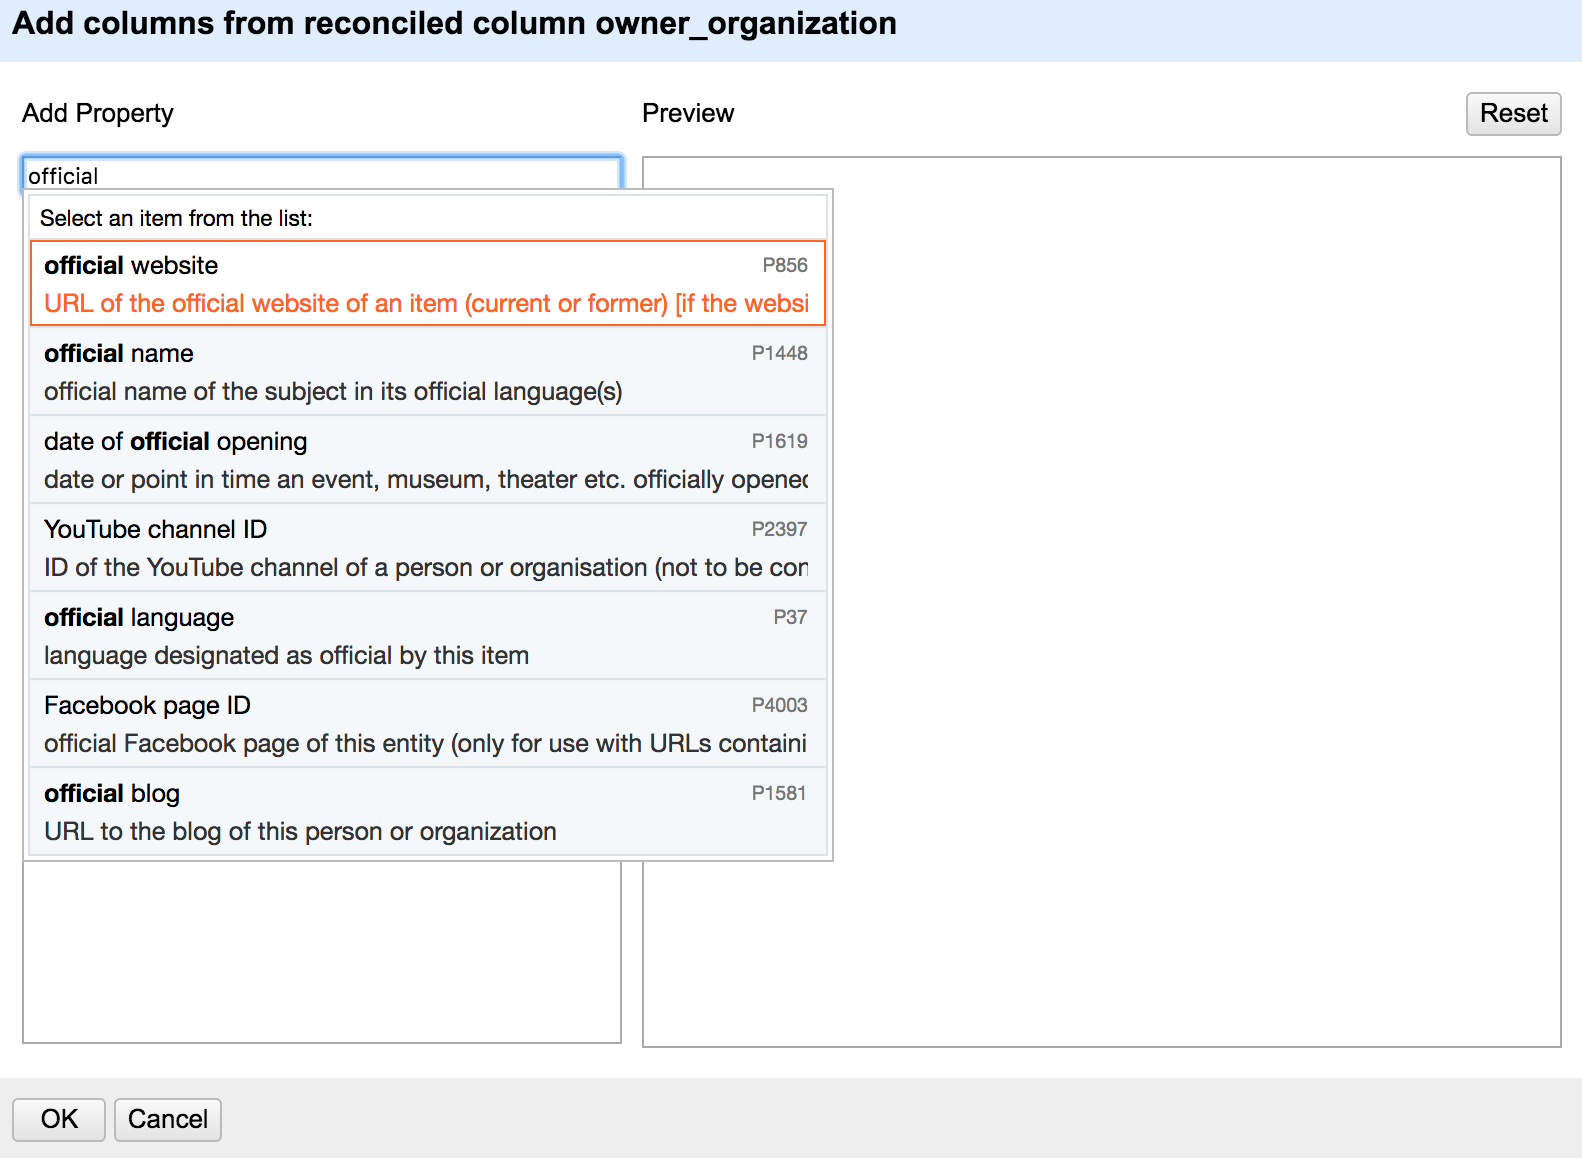 Add columns from reconciled column owner_organization
Add Property
Preview
Reset
official
Select an item from the list:
official website P856
URL of the official website of an item (current or former) [if the websi
official name P1448
official name of the subject in its official language(s)
date of official opening P1619
date or point in time an event, museum, theater etc. officially opened
YouTube channel ID P2397
ID of the YouTube channel of a person or organisation (not to be con
official language P37
language designated as official by this item
Facebook page ID P4003
official Facebook page of this entity (only for use with URLs containi
official blog P1581
URL to the blog of this person or organization
OK
Cancel